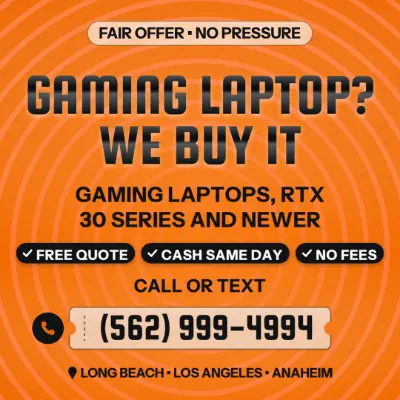 FAIR OFFER • NO PRESSURE
GAMING LAPTOP?
WE BUY IT
GAMING LAPTOPS, RTX
30 SERIES AND NEWER
✓ FREE QUOTE ✓ CASH SAME DAY ✓ NO FEES
CALL OR TEXT
(562) 999-4994
LONG BEACH • LOS ANGELES • ANAHEIM